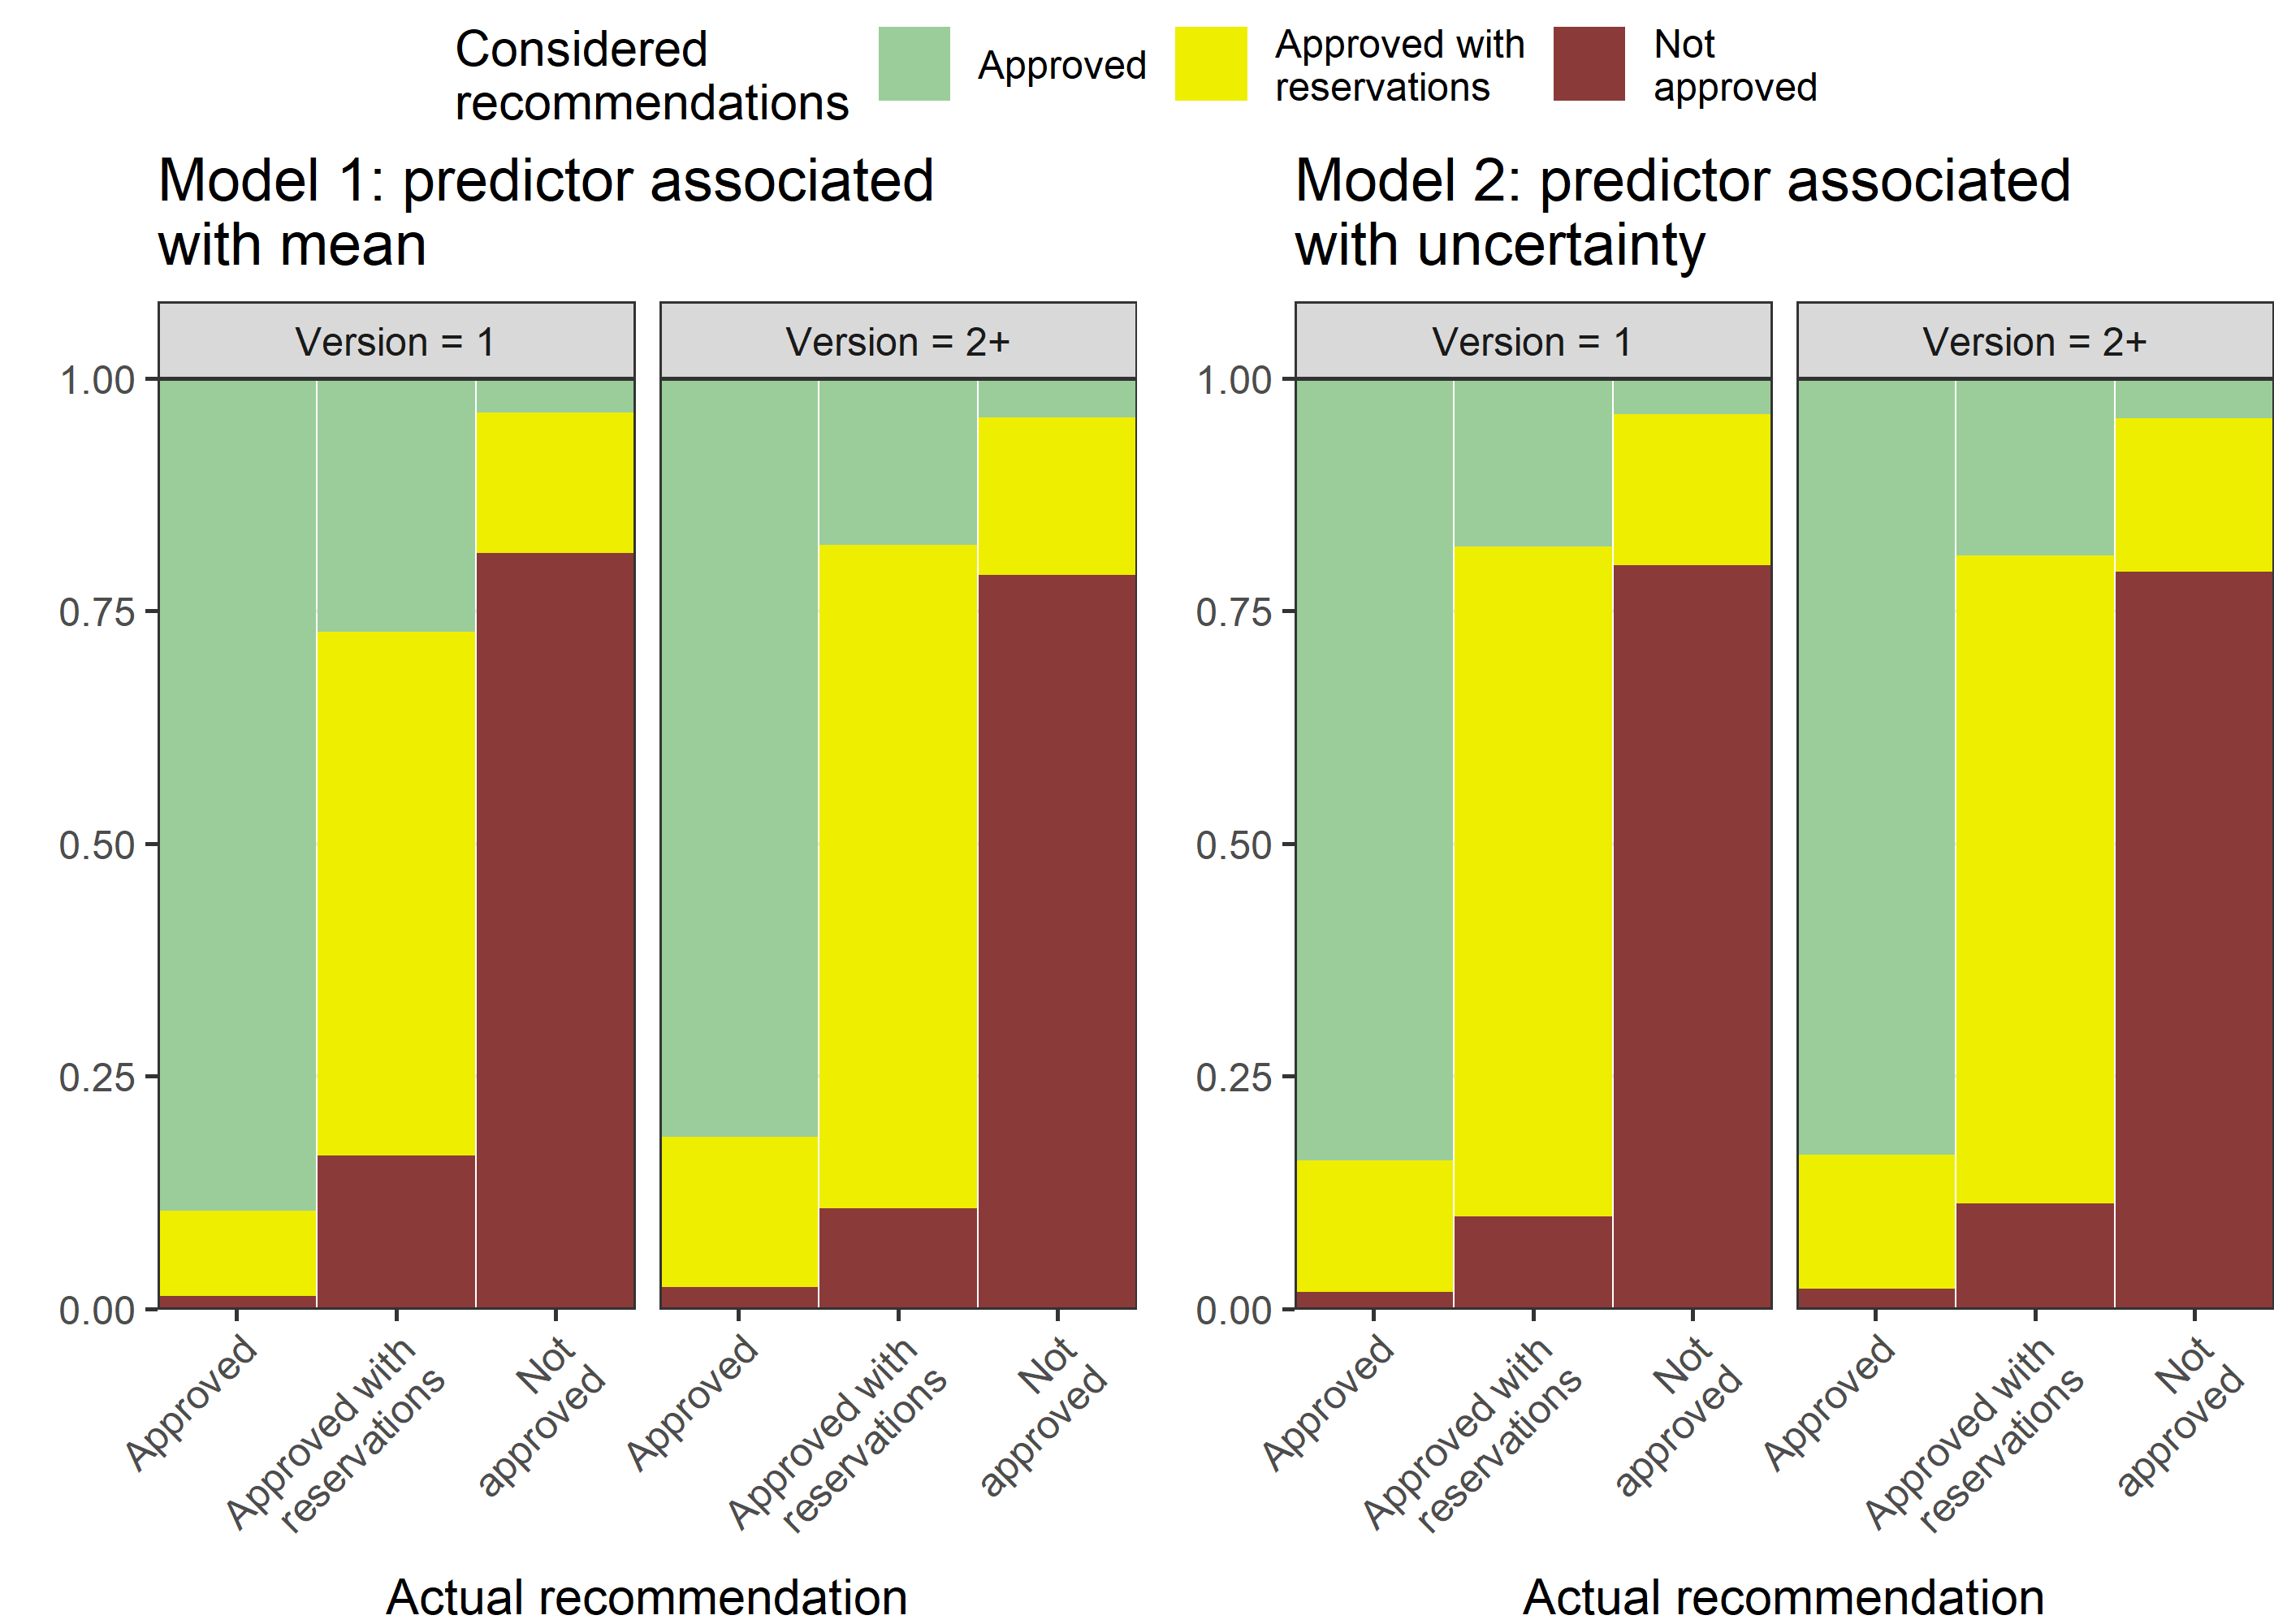 Considered
recommendations
Approved
Approved with
reservations
Not
approved
Model 1: predictor associated
with mean
Version = 1
Version = 2+
1.00
0.75
0.50
0.25
0.00
Approved
Approved with
reservations
Not
approved
Approved
Approved with
reservations
Not
approved
Actual recommendation
Model 2: predictor associated
with uncertainty
Version = 1
Version = 2+
1.00
0.75
0.50
0.25
0.00
Approved
Approved with
reservations
Not
approved
Approved
Approved with
reservations
Not
approved
Actual recommendation